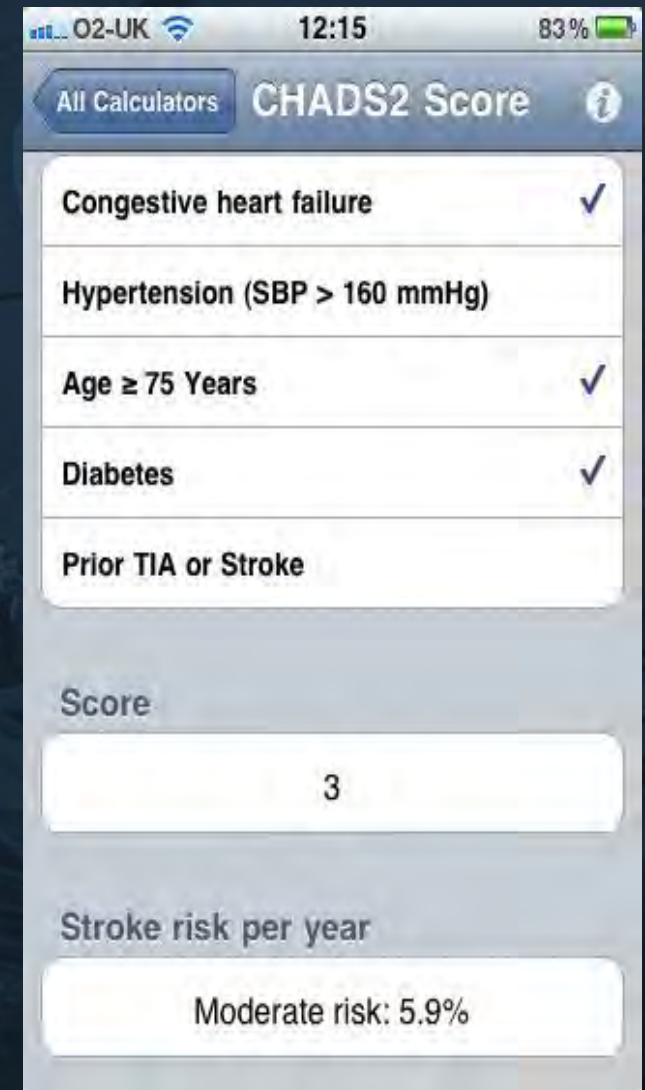 O2-UK 12:15 83%
All Calculators CHADS2 Score i
Congestive heart failure
Hypertension (SBP > 160 mmHg)
Age ≥ 75 Years
Diabetes
Prior TIA or Stroke
Score
3
Stroke risk per year
Moderate risk: 5.9%